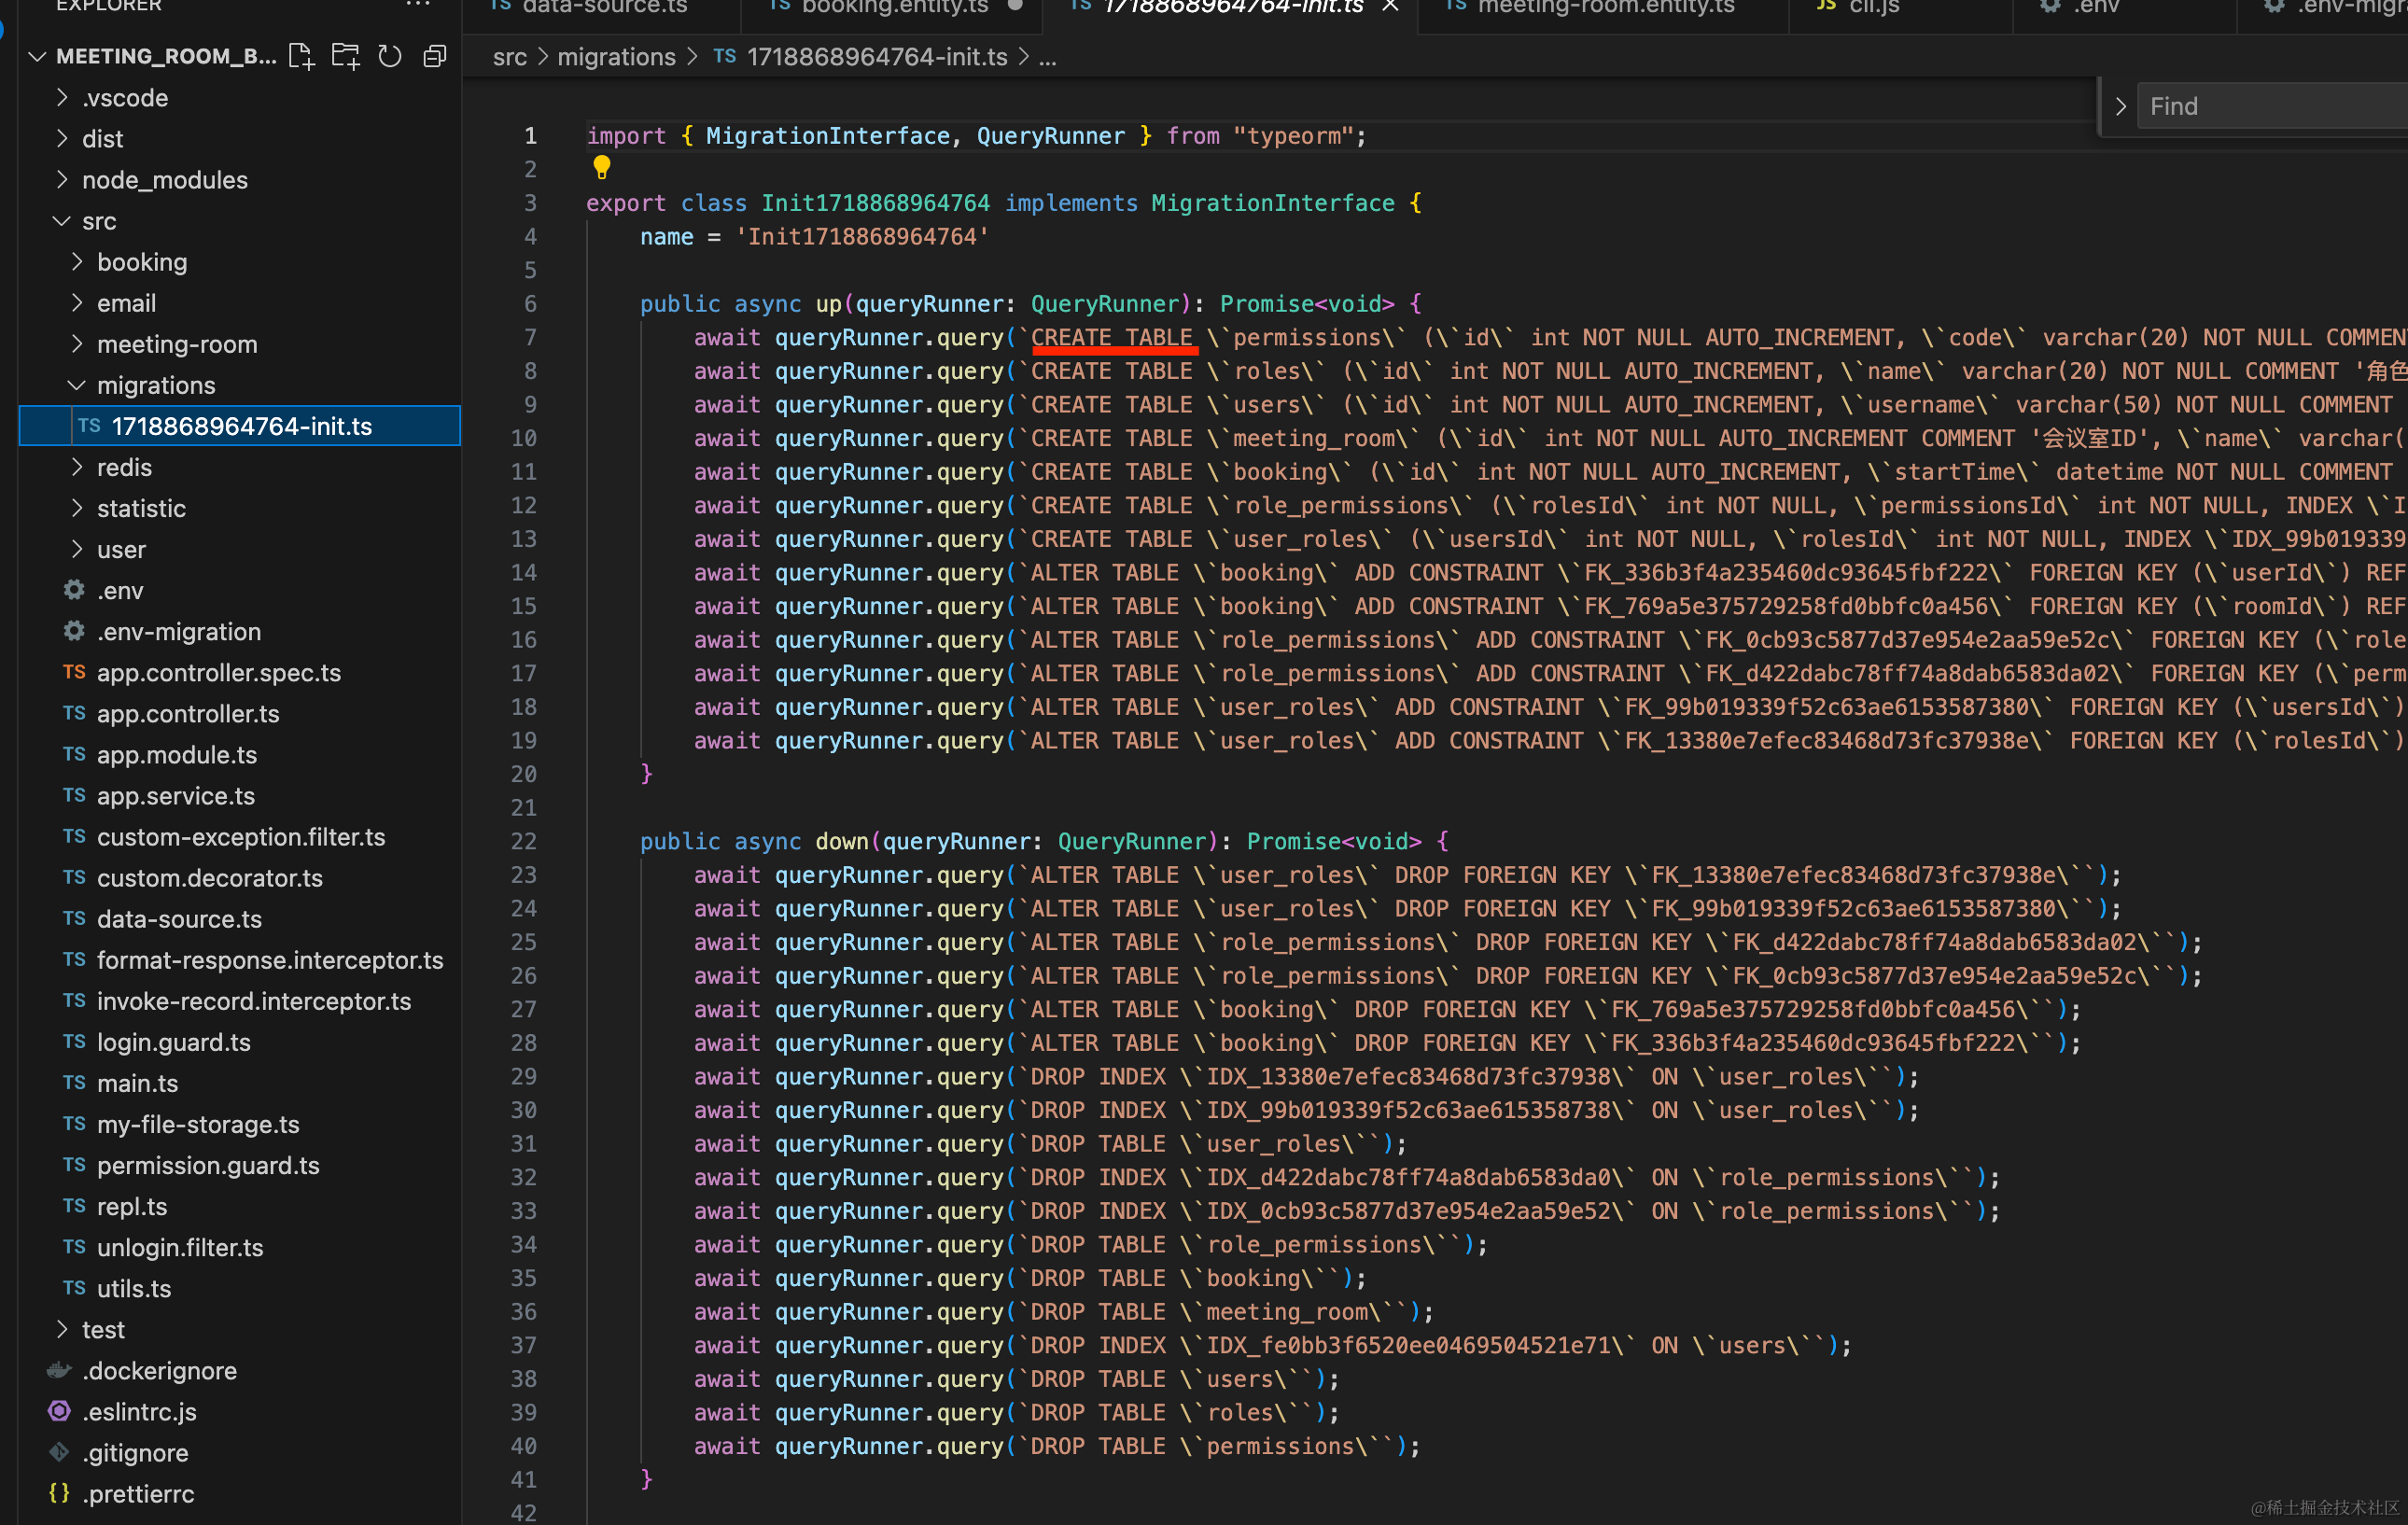 EXPLORER
MEETING_ROOM_B...
.vscode
dist
node_modules
src
booking
email
meeting-room
migrations
TS 1718868964764-init.ts
redis
statistic
user
.env
.env-migration
TS app.controller.spec.ts
TS app.controller.ts
TS app.module.ts
TS app.service.ts
TS custom-exception.filter.ts
TS custom.decorator.ts
TS data-source.ts
TS format-response.interceptor.ts
TS invoke-record.interceptor.ts
TS login.guard.ts
TS main.ts
TS my-file-storage.ts
TS permission.guard.ts
TS repl.ts
TS unlogin.filter.ts
TS utils.ts
test
.dockerignore
.eslintrc.js
.gitignore
{} .prettierrc
TS data-source.ts TS booking.entity.ts TS 1718868964764-init.ts TS meeting-room.entity.ts JS cli.js .env .env-migr
src > migrations > TS 1718868964764-init.ts > ...
Find
1 import { MigrationInterface, QueryRunner } from "typeorm";
2
3 export class Init1718868964764 implements MigrationInterface {
4 name = 'Init1718868964764'
5
6 public async up(queryRunner: QueryRunner): Promise<void> {
7 await queryRunner.query(`CREATE TABLE \`permissions\` (\`id\` int NOT NULL AUTO_INCREMENT, \`code\` varchar(20) NOT NULL COMMEN
8 await queryRunner.query(`CREATE TABLE \`roles\` (\`id\` int NOT NULL AUTO_INCREMENT, \`name\` varchar(20) NOT NULL COMMENT '角色
9 await queryRunner.query(`CREATE TABLE \`users\` (\`id\` int NOT NULL AUTO_INCREMENT, \`username\` varchar(50) NOT NULL COMMENT
10 await queryRunner.query(`CREATE TABLE \`meeting_room\` (\`id\` int NOT NULL AUTO_INCREMENT COMMENT '会议室ID', \`name\` varchar(
11 await queryRunner.query(`CREATE TABLE \`booking\` (\`id\` int NOT NULL AUTO_INCREMENT, \`startTime\` datetime NOT NULL COMMENT
12 await queryRunner.query(`CREATE TABLE \`role_permissions\` (\`rolesId\` int NOT NULL, \`permissionsId\` int NOT NULL, INDEX \`I
13 await queryRunner.query(`CREATE TABLE \`user_roles\` (\`usersId\` int NOT NULL, \`rolesId\` int NOT NULL, INDEX \`IDX_99b019339
14 await queryRunner.query(`ALTER TABLE \`booking\` ADD CONSTRAINT \`FK_336b3f4a235460dc93645fbf222\` FOREIGN KEY (\`userId\`) REF
15 await queryRunner.query(`ALTER TABLE \`booking\` ADD CONSTRAINT \`FK_769a5e375729258fd0bbfc0a456\` FOREIGN KEY (\`roomId\`) REF
16 await queryRunner.query(`ALTER TABLE \`role_permissions\` ADD CONSTRAINT \`FK_0cb93c5877d37e954e2aa59e52c\` FOREIGN KEY (\`role
17 await queryRunner.query(`ALTER TABLE \`role_permissions\` ADD CONSTRAINT \`FK_d422dabc78ff74a8dab6583da02\` FOREIGN KEY (\`perm
18 await queryRunner.query(`ALTER TABLE \`user_roles\` ADD CONSTRAINT \`FK_99b019339f52c63ae6153587380\` FOREIGN KEY (\`usersId\`)
19 await queryRunner.query(`ALTER TABLE \`user_roles\` ADD CONSTRAINT \`FK_13380e7efec83468d73fc37938e\` FOREIGN KEY (\`rolesId\`)
20 }
21
22 public async down(queryRunner: QueryRunner): Promise<void> {
23 await queryRunner.query(`ALTER TABLE \`user_roles\` DROP FOREIGN KEY \`FK_13380e7efec83468d73fc37938e\``);
24 await queryRunner.query(`ALTER TABLE \`user_roles\` DROP FOREIGN KEY \`FK_99b019339f52c63ae6153587380\``);
25 await queryRunner.query(`ALTER TABLE \`role_permissions\` DROP FOREIGN KEY \`FK_d422dabc78ff74a8dab6583da02\``);
26 await queryRunner.query(`ALTER TABLE \`role_permissions\` DROP FOREIGN KEY \`FK_0cb93c5877d37e954e2aa59e52c\``);
27 await queryRunner.query(`ALTER TABLE \`booking\` DROP FOREIGN KEY \`FK_769a5e375729258fd0bbfc0a456\``);
28 await queryRunner.query(`ALTER TABLE \`booking\` DROP FOREIGN KEY \`FK_336b3f4a235460dc93645fbf222\``);
29 await queryRunner.query(`DROP INDEX \`IDX_13380e7efec83468d73fc37938\` ON \`user_roles\``);
30 await queryRunner.query(`DROP INDEX \`IDX_99b019339f52c63ae615358738\` ON \`user_roles\``);
31 await queryRunner.query(`DROP TABLE \`user_roles\``);
32 await queryRunner.query(`DROP INDEX \`IDX_d422dabc78ff74a8dab6583da0\` ON \`role_permissions\``);
33 await queryRunner.query(`DROP INDEX \`IDX_0cb93c5877d37e954e2aa59e52\` ON \`role_permissions\``);
34 await queryRunner.query(`DROP TABLE \`role_permissions\``);
35 await queryRunner.query(`DROP TABLE \`booking\``);
36 await queryRunner.query(`DROP TABLE \`meeting_room\``);
37 await queryRunner.query(`DROP INDEX \`IDX_fe0bb3f6520ee0469504521e71\` ON \`users\``);
38 await queryRunner.query(`DROP TABLE \`users\``);
39 await queryRunner.query(`DROP TABLE \`roles\``);
40 await queryRunner.query(`DROP TABLE \`permissions\``);
41 }
42
@稀土掘金技术社区